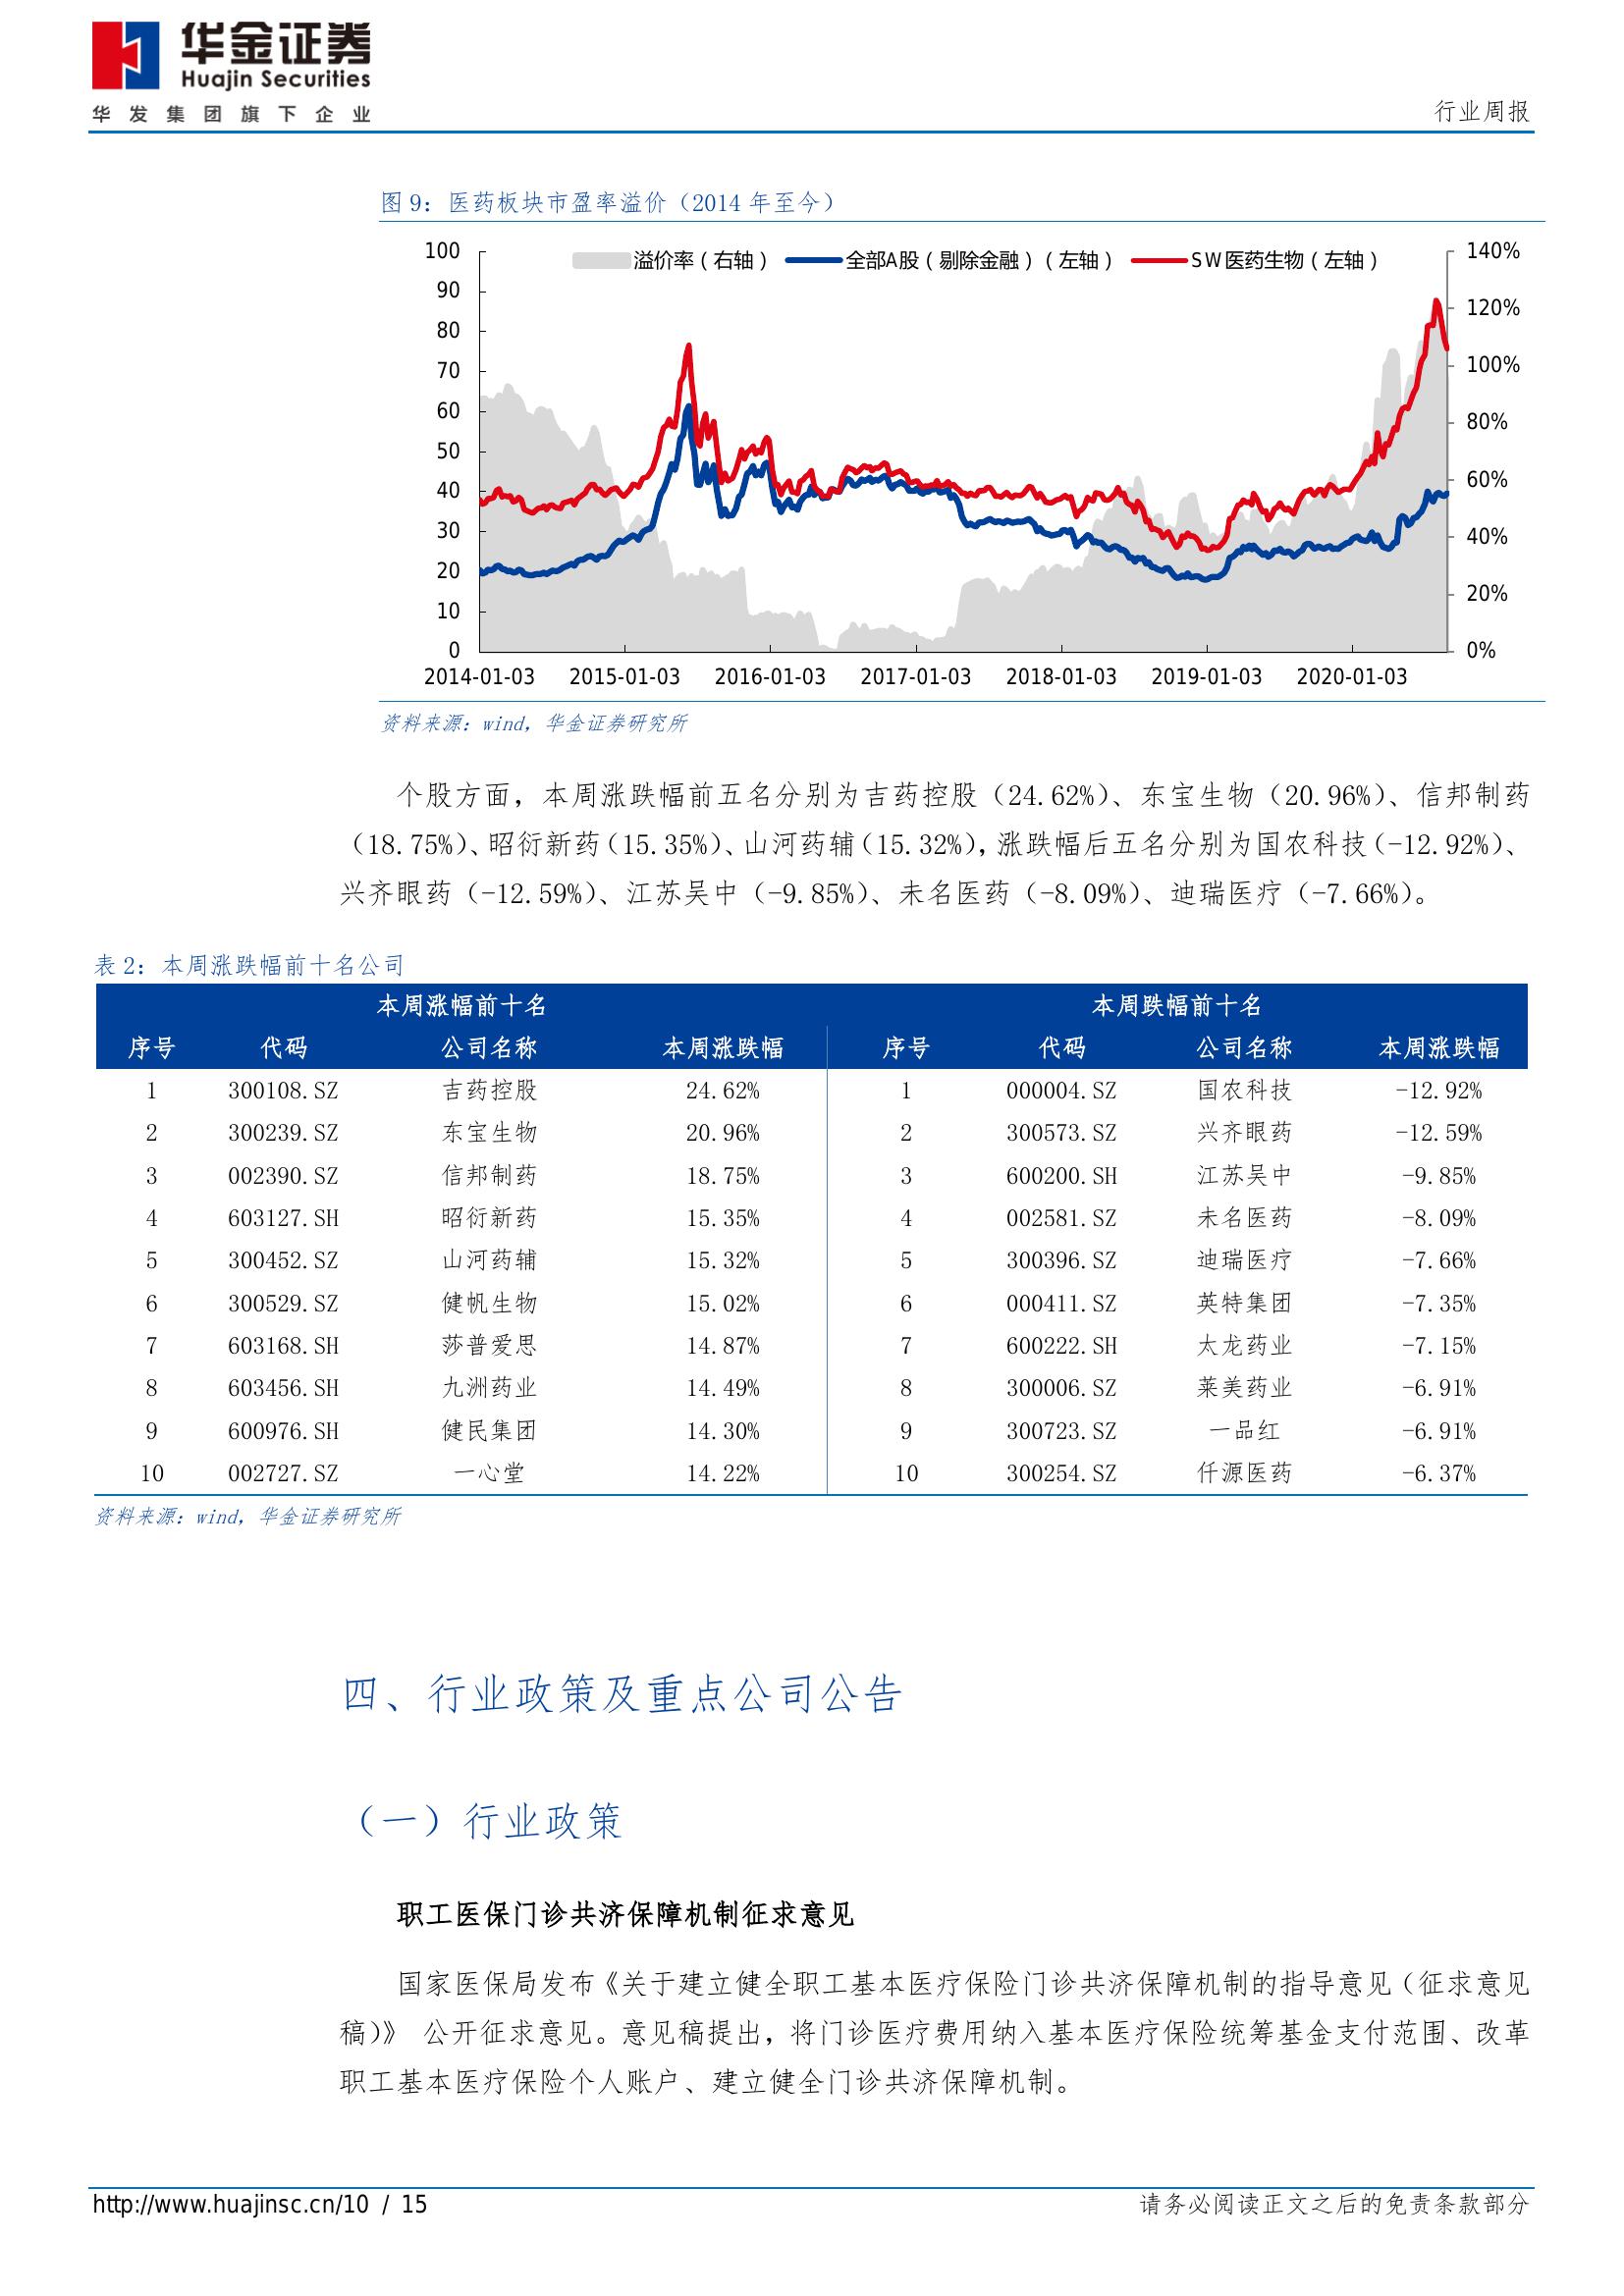 华金证券
Huajin Securities
华发集团旗下企业
行业周报
图 9：医药板块市盈率溢价（2014 年至今）
溢价率（右轴） 全部A股（剔除金融）（左轴） SW医药生物（左轴）
100 140%
90 120%
80 100%
70 80%
60 60%
50 40%
40 20%
30 0%
20
10
0
2014-01-03 2015-01-03 2016-01-03 2017-01-03 2018-01-03 2019-01-03 2020-01-03
资料来源：wind，华金证券研究所
个股方面，本周涨跌幅前五名分别为吉药控股（24.62%）、东宝生物（20.96%）、信邦制药
（18.75%）、昭衍新药（15.35%）、山河药辅（15.32%），涨跌幅后五名分别为国农科技（-12.92%）、
兴齐眼药（-12.59%）、江苏吴中（-9.85%）、未名医药（-8.09%）、迪瑞医疗（-7.66%）。
表 2：本周涨跌幅前十名公司
本周涨幅前十名 本周跌幅前十名
序号 代码 公司名称 本周涨跌幅 序号 代码 公司名称 本周涨跌幅
1 300108.SZ 吉药控股 24.62% 1 000004.SZ 国农科技 -12.92%
2 300239.SZ 东宝生物 20.96% 2 300573.SZ 兴齐眼药 -12.59%
3 002390.SZ 信邦制药 18.75% 3 600200.SH 江苏吴中 -9.85%
4 603127.SH 昭衍新药 15.35% 4 002581.SZ 未名医药 -8.09%
5 300452.SZ 山河药辅 15.32% 5 300396.SZ 迪瑞医疗 -7.66%
6 300529.SZ 健帆生物 15.02% 6 000411.SZ 英特集团 -7.35%
7 603168.SH 莎普爱思 14.87% 7 600222.SH 太龙药业 -7.15%
8 603456.SH 九洲药业 14.49% 8 300006.SZ 莱美药业 -6.91%
9 600976.SH 健民集团 14.30% 9 300723.SZ 一品红 -6.91%
10 002727.SZ 一心堂 14.22% 10 300254.SZ 仟源医药 -6.37%
资料来源：wind，华金证券研究所
四、行业政策及重点公司公告
（一）行业政策
职工医保门诊共济保障机制征求意见
国家医保局发布《关于建立健全职工基本医疗保险门诊共济保障机制的指导意见（征求意见
稿）》 公开征求意见。意见稿提出，将门诊医疗费用纳入基本医疗保险统筹基金支付范围、改革
职工基本医疗保险个人账户、建立健全门诊共济保障机制。
http://www.huajinsc.cn/10 / 15
请务必阅读正文之后的免责条款部分